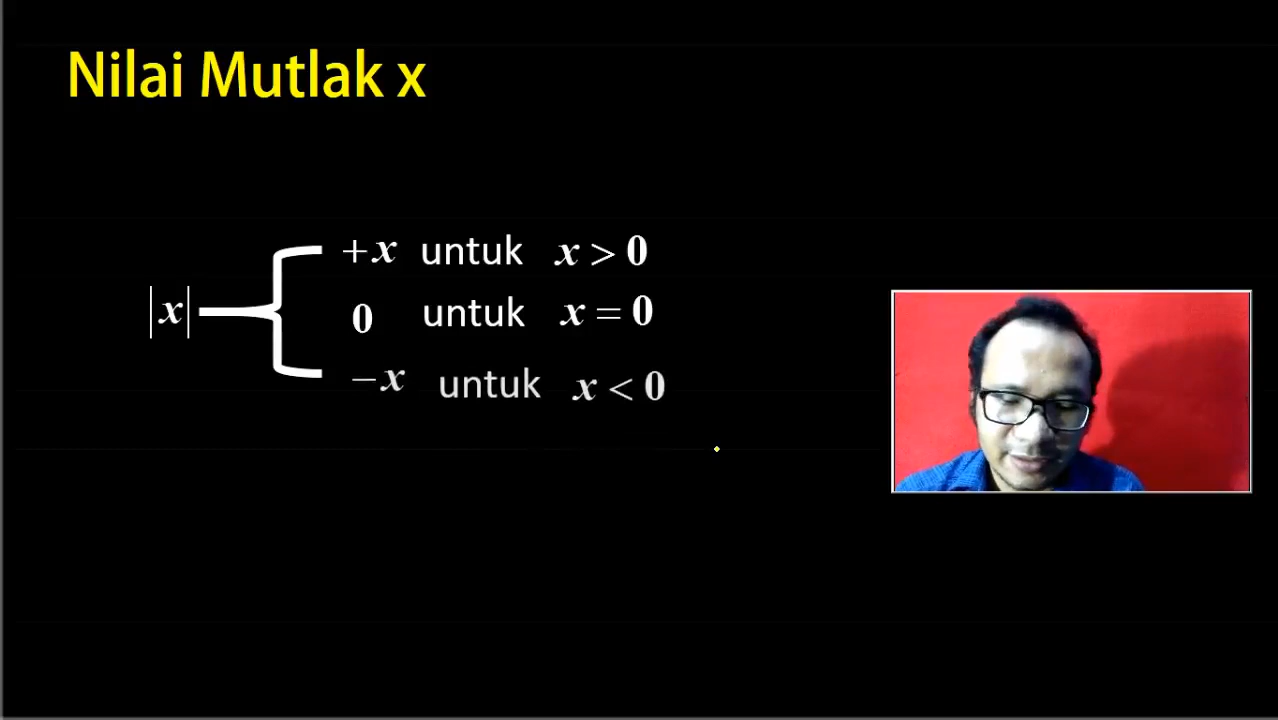 Nilai Mutlak x
+x untuk x > 0
|x| 0 untuk x = 0
−x untuk x < 0